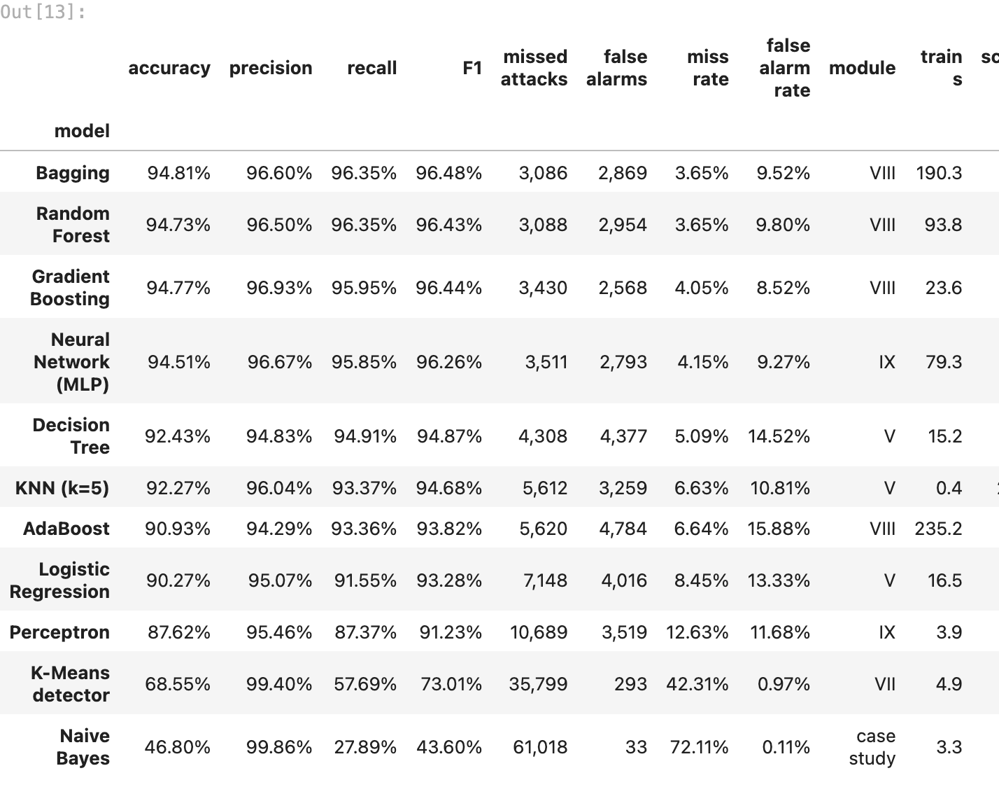 Out[13]:
accuracy precision recall F1 missed attacks false alarms miss rate false alarm rate module train s sc
model
Bagging 94.81% 96.60% 96.35% 96.48% 3,086 2,869 3.65% 9.52% VIII 190.3
Random Forest 94.73% 96.50% 96.35% 96.43% 3,088 2,954 3.65% 9.80% VIII 93.8
Gradient Boosting 94.77% 96.93% 95.95% 96.44% 3,430 2,568 4.05% 8.52% VIII 23.6
Neural Network (MLP) 94.51% 96.67% 95.85% 96.26% 3,511 2,793 4.15% 9.27% IX 79.3
Decision Tree 92.43% 94.83% 94.91% 94.87% 4,308 4,377 5.09% 14.52% V 15.2
KNN (k=5) 92.27% 96.04% 93.37% 94.68% 5,612 3,259 6.63% 10.81% V 0.4
AdaBoost 90.93% 94.29% 93.36% 93.82% 5,620 4,784 6.64% 15.88% VIII 235.2
Logistic Regression 90.27% 95.07% 91.55% 93.28% 7,148 4,016 8.45% 13.33% V 16.5
Perceptron 87.62% 95.46% 87.37% 91.23% 10,689 3,519 12.63% 11.68% IX 3.9
K-Means detector 68.55% 99.40% 57.69% 73.01% 35,799 293 42.31% 0.97% VII 4.9
Naive Bayes 46.80% 99.86% 27.89% 43.60% 61,018 33 72.11% 0.11% case study 3.3